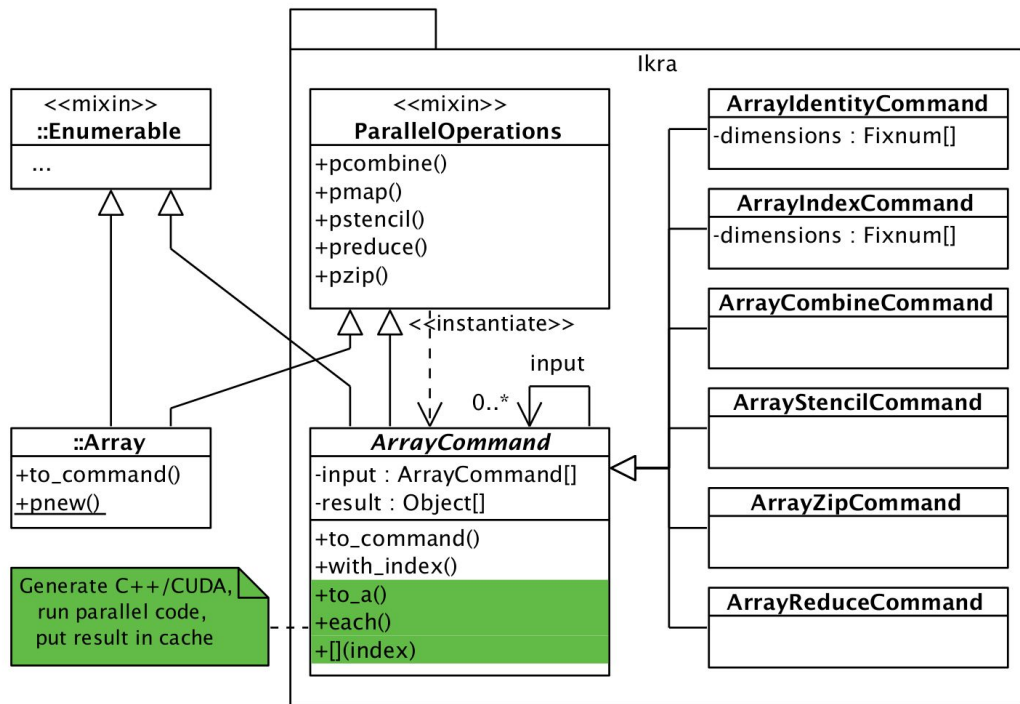 Ikra
<<mixin>>
::Enumerable
...
<<mixin>>
ParallelOperations
+pcombine()
+pmap()
+pstencil()
+preduce()
+pzip()
<<instantiate>>
input
0..*
::Array
+to_command()
+pnew()
ArrayCommand
-input : ArrayCommand[]
-result : Object[]
+to_command()
+with_index()
+to_a()
+each()
+[](index)
Generate C++/CUDA,
run parallel code,
put result in cache
ArrayIdentityCommand
-dimensions : Fixnum[]
ArrayIndexCommand
-dimensions : Fixnum[]
ArrayCombineCommand
ArrayStencilCommand
ArrayZipCommand
ArrayReduceCommand